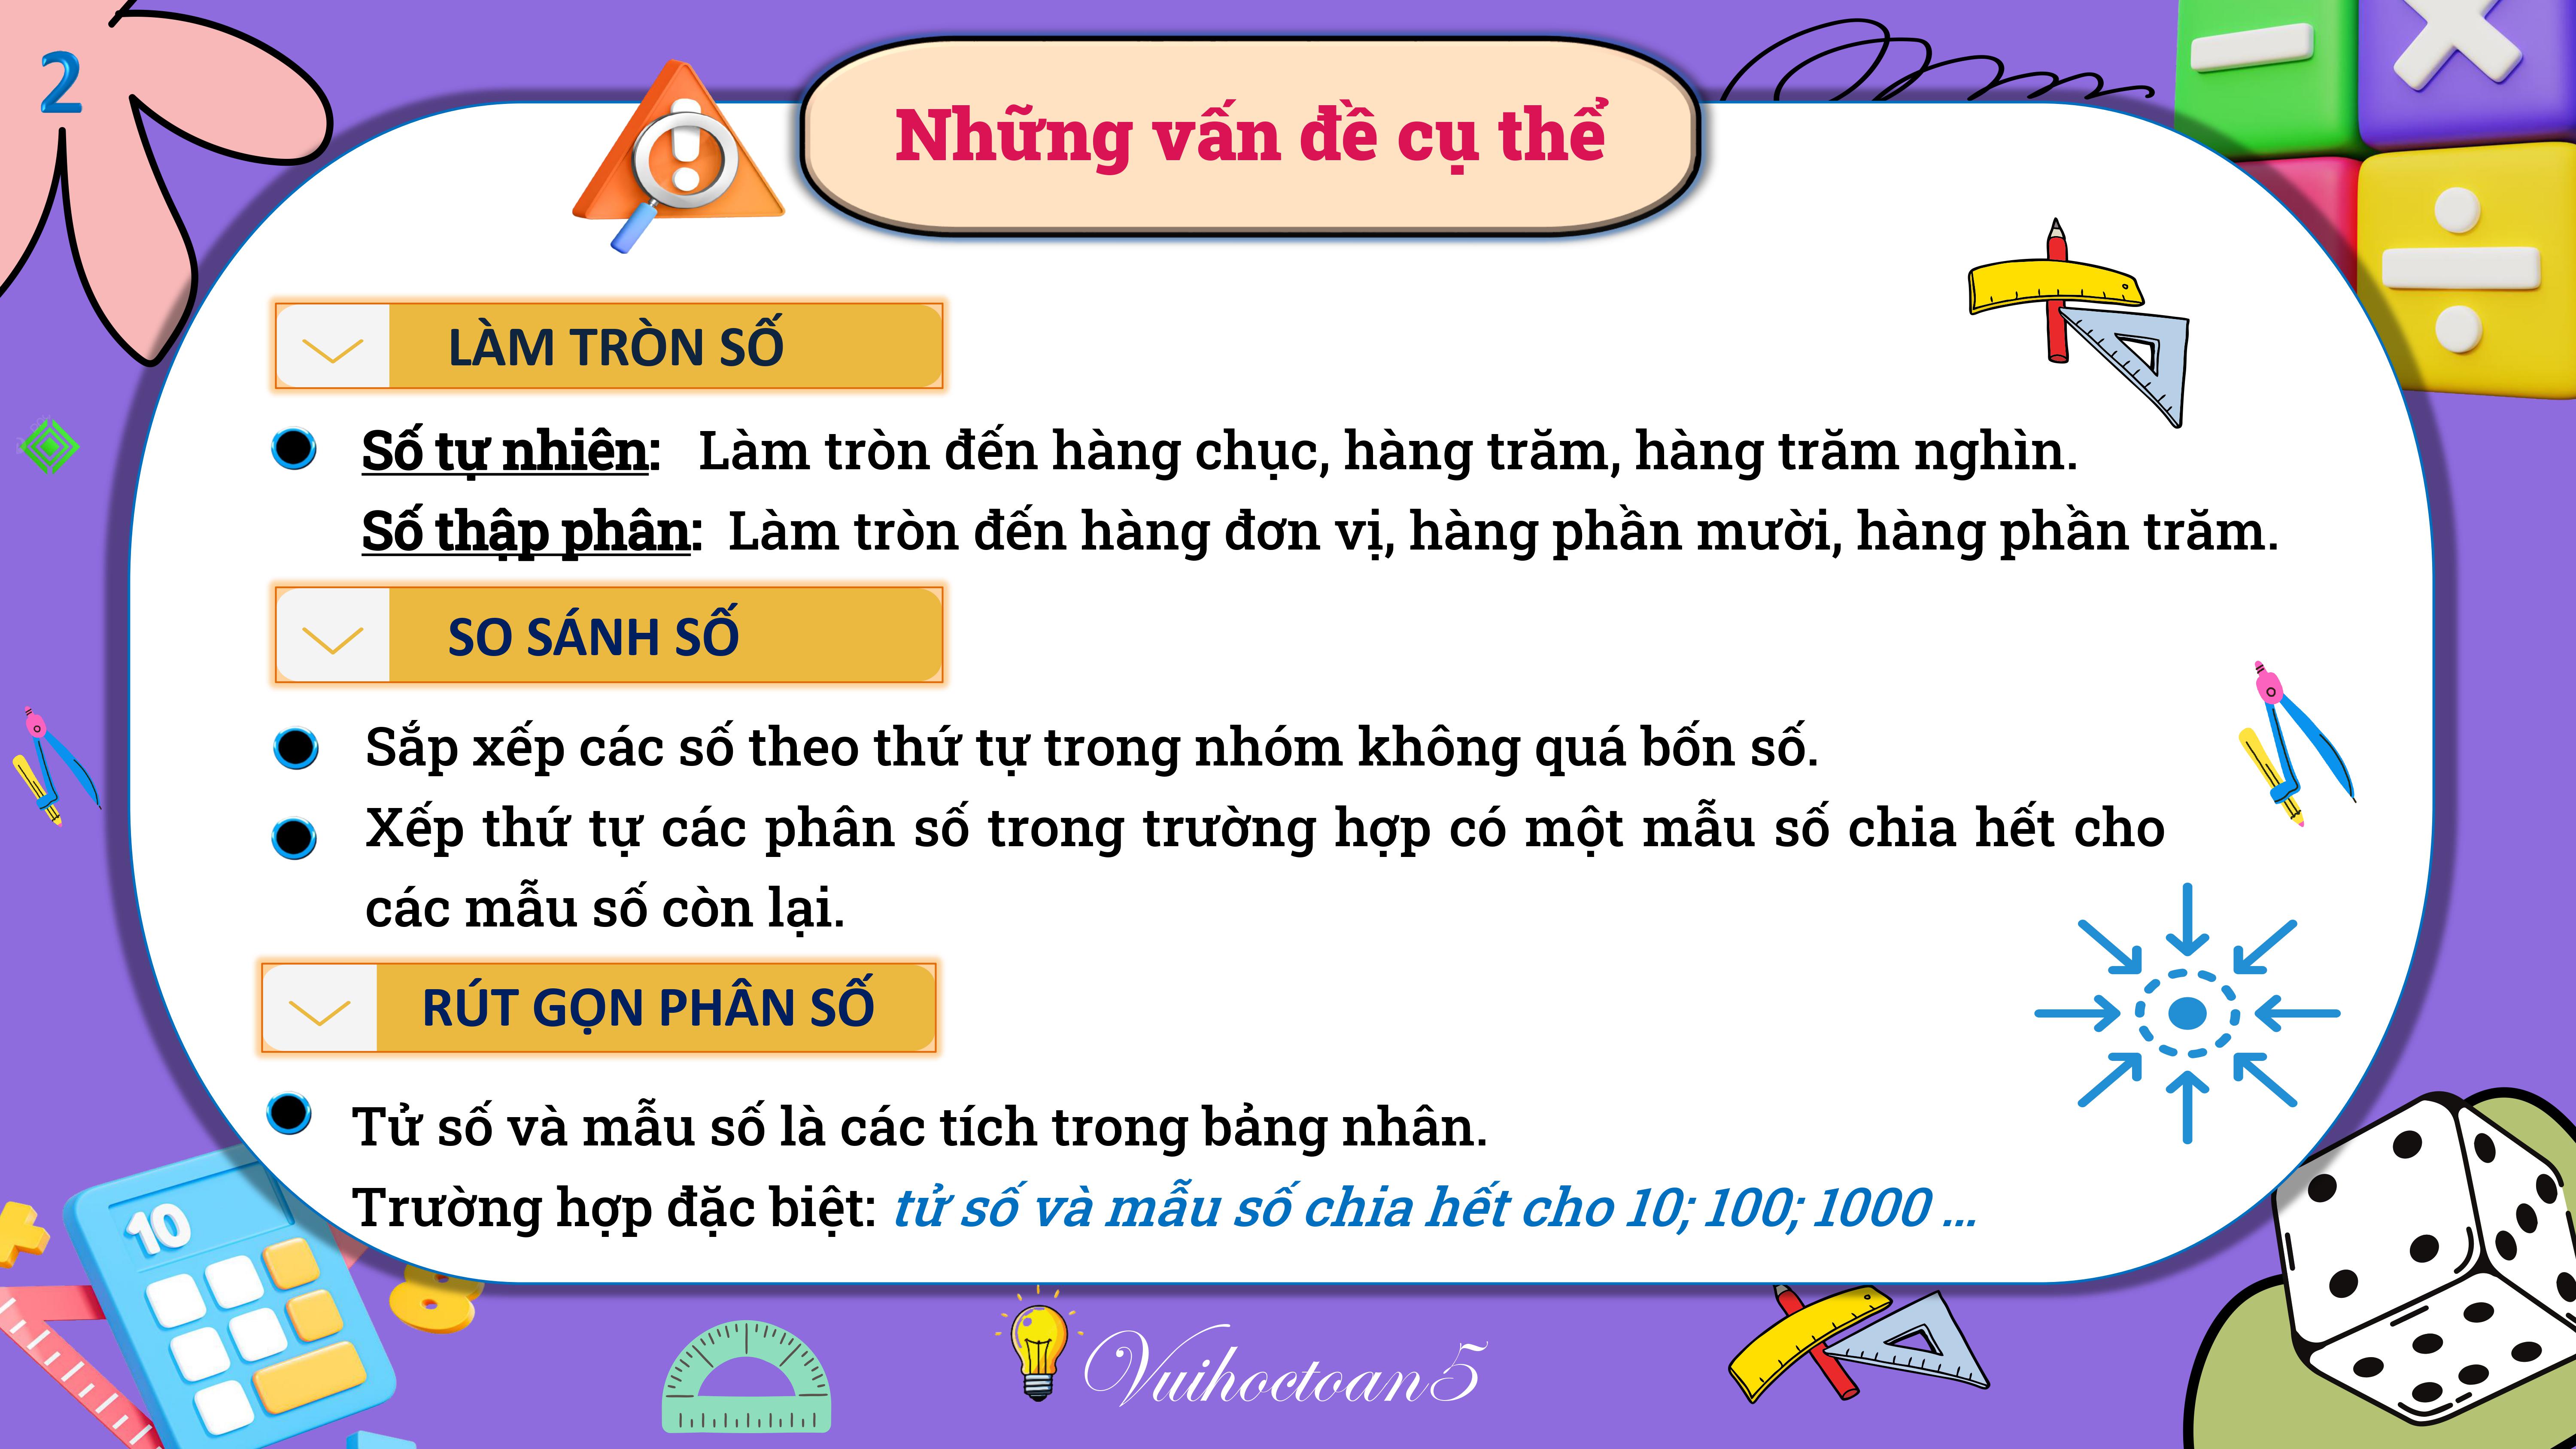 2
Những vấn đề cụ thể
LÀM TRÒN SỐ
Số tự nhiên: Làm tròn đến hàng chục, hàng trăm, hàng trăm nghìn.
Số thập phân: Làm tròn đến hàng đơn vị, hàng phần mười, hàng phần trăm.
SO SÁNH SỐ
Sắp xếp các số theo thứ tự trong nhóm không quá bốn số.
Xếp thứ tự các phân số trong trường hợp có một mẫu số chia hết cho
các mẫu số còn lại.
RÚT GỌN PHÂN SỐ
Tử số và mẫu số là các tích trong bảng nhân.
Trường hợp đặc biệt: tử số và mẫu số chia hết cho 10; 100; 1000 ...
10
8
Vuihoctoan5